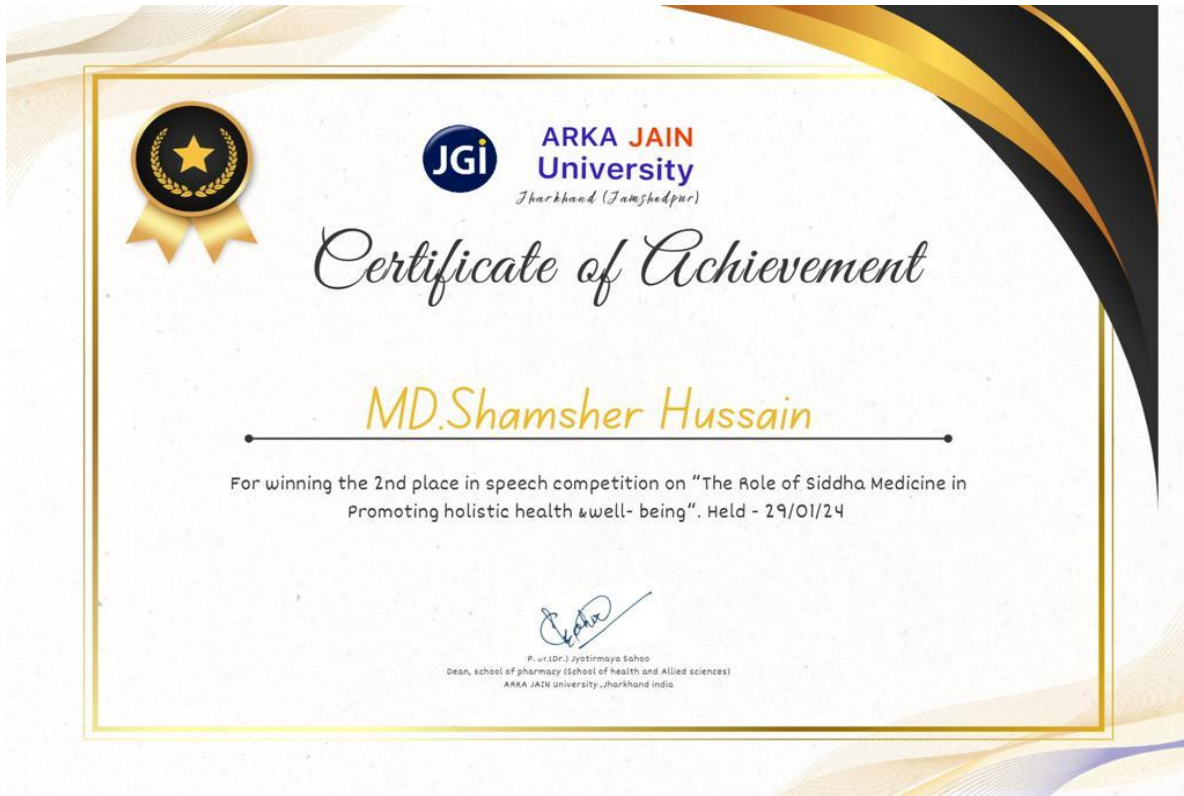 JGi
ARKA JAIN
University
Jharkhand (Jamshedpur)
Certificate of Achievement
MD.Shamsher Hussain
For winning the 2nd place in speech competition on "The Role of Siddha Medicine in
Promoting holistic health &well- being". Held - 29/01/24
Jyotirmaya Sahoo
Dean, school of pharmacy (School of health and Allied sciences)
ARKA JAIN University ,Jharkhand india